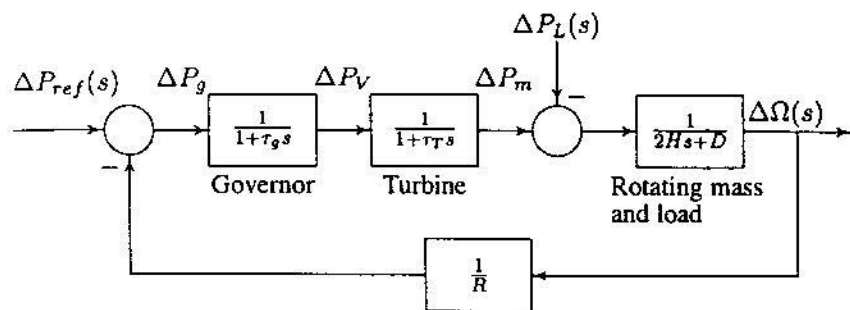 ΔP_L(s)
ΔP_ref(s)
ΔP_g
ΔP_V
ΔP_m
ΔΩ(s)
−
−
1/(1+τ_g s)
1/(1+τ_T s)
1/(2Hs+D)
Governor
Turbine
Rotating mass
and load
1/R